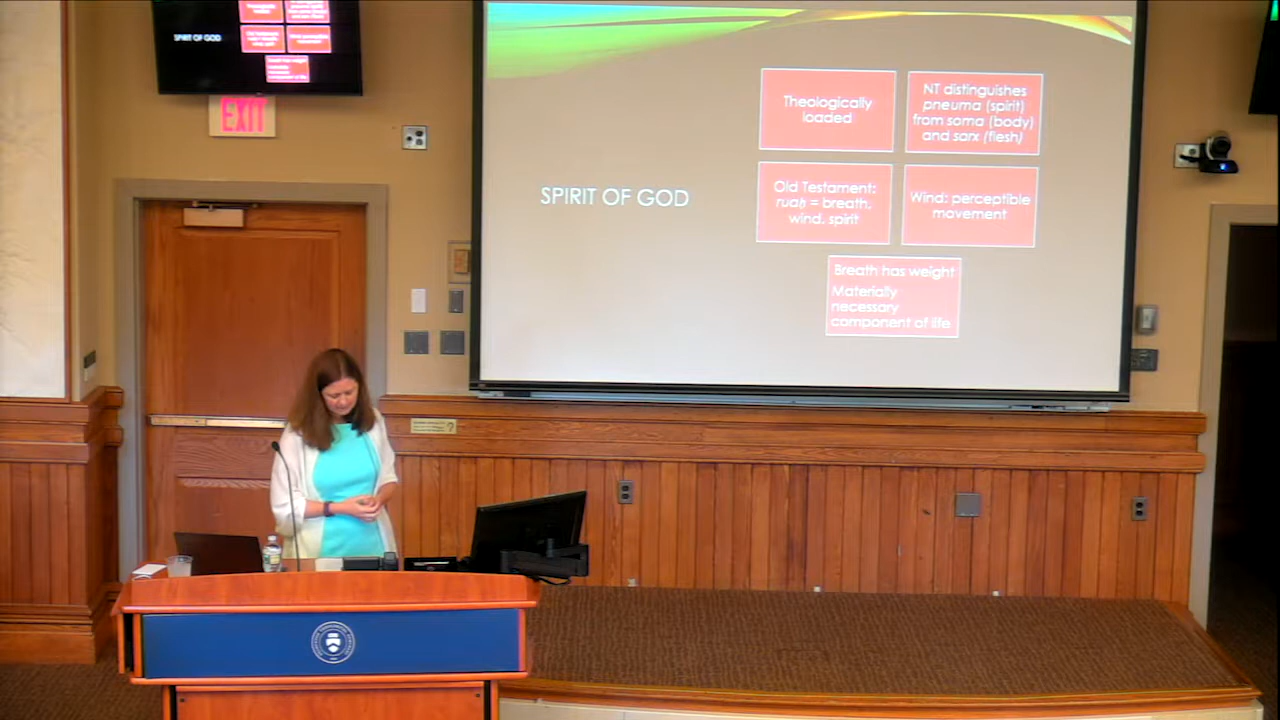 SPIRIT OF GOD
EXIT
SPIRIT OF GOD
Theologically
loaded
NT distinguishes
pneuma (spirit)
from soma (body)
and sarx (flesh)
Old Testament:
ruaḥ = breath,
wind, spirit
Wind: perceptible
movement
Breath has weight
Materially
necessary
component of life